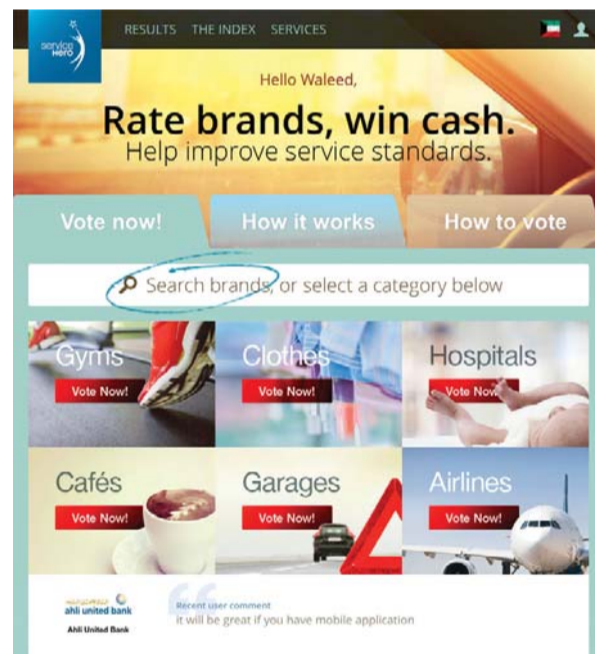 service
HERO
RESULTS THE INDEX SERVICES
Hello Waleed,
Rate brands, win cash.
Help improve service standards.
Vote now! How it works How to vote
Search brands, or select a category below
Gyms Clothes Hospitals
Vote Now! Vote Now! Vote Now!
Cafés Garages Airlines
Vote Now! Vote Now! Vote Now!
ahli united bank
Ahli United Bank
Recent user comment
it will be great if you have mobile application